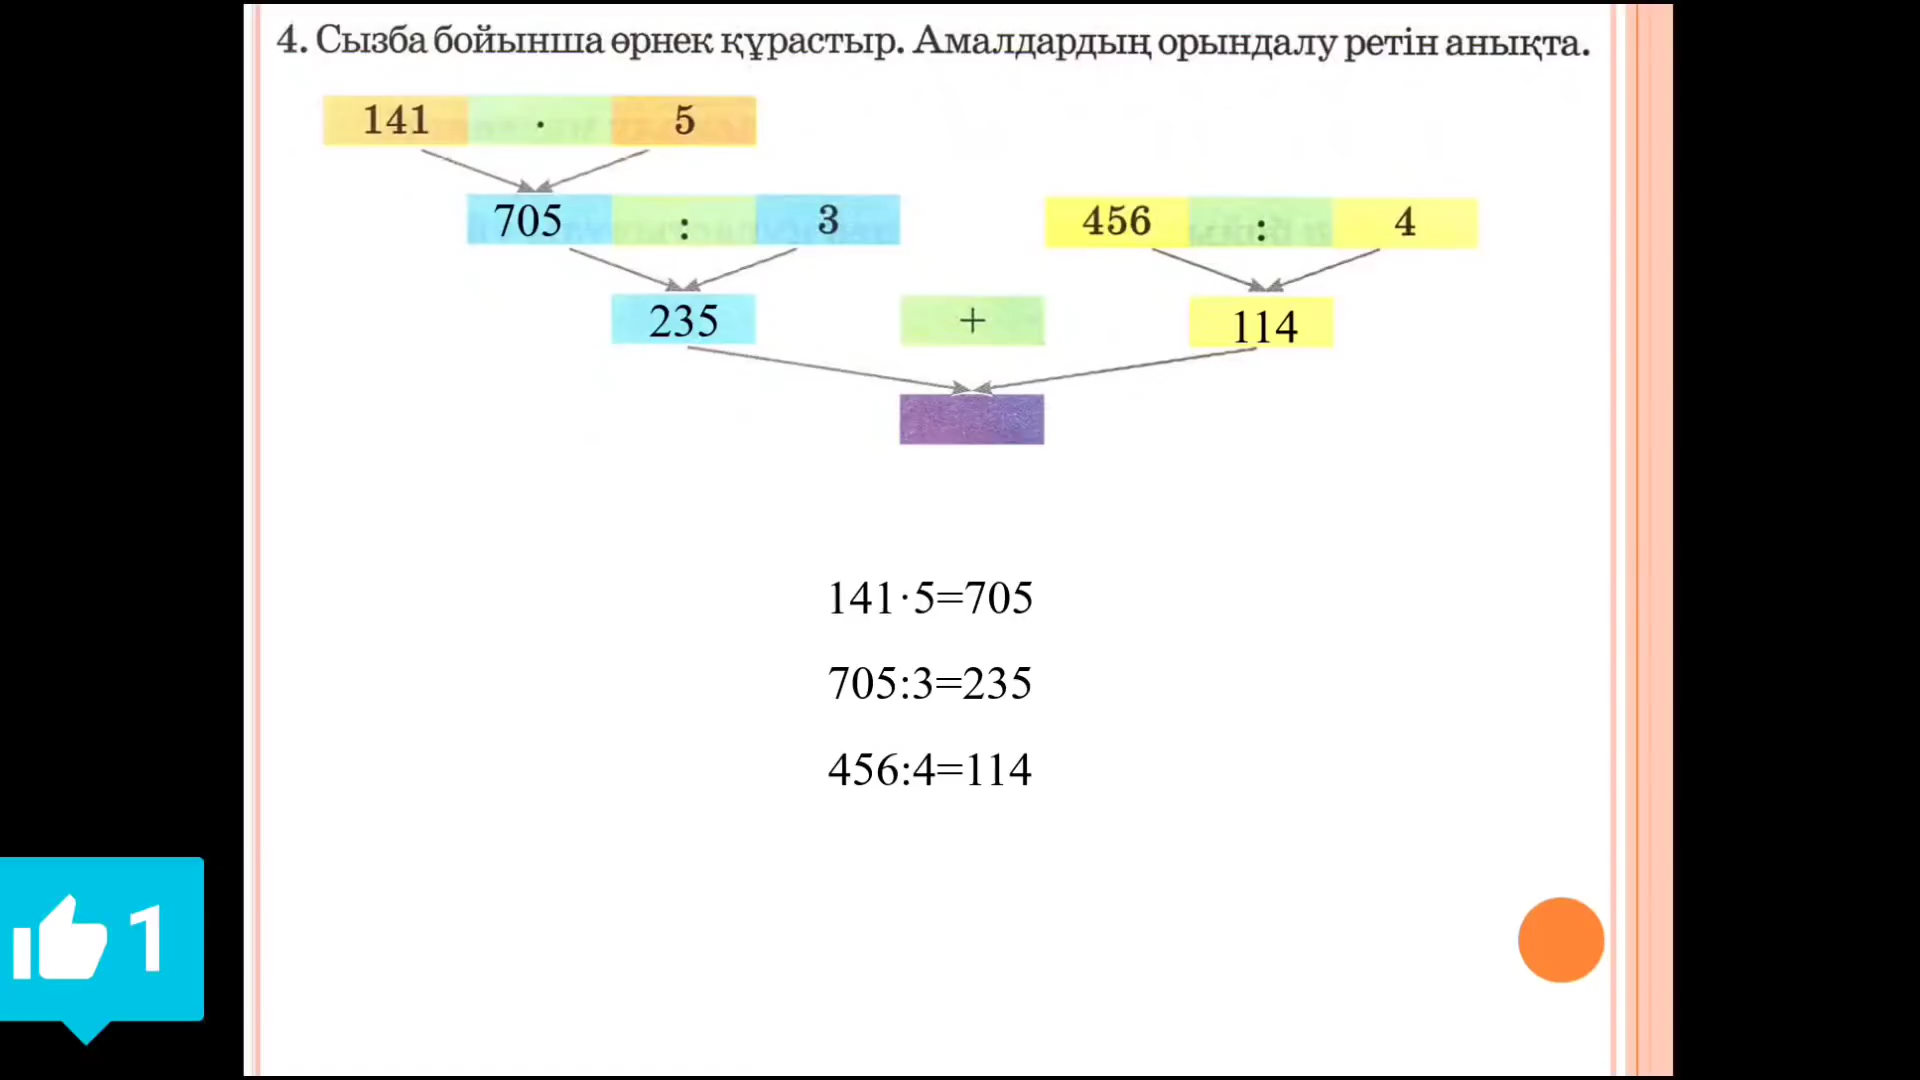 4. Сызба бойынша өрнек құрастыр. Амалдардың орындалу ретін анықта.
141 · 5
705 : 3 456 : 4
235 + 114
141·5=705
705:3=235
456:4=114
1